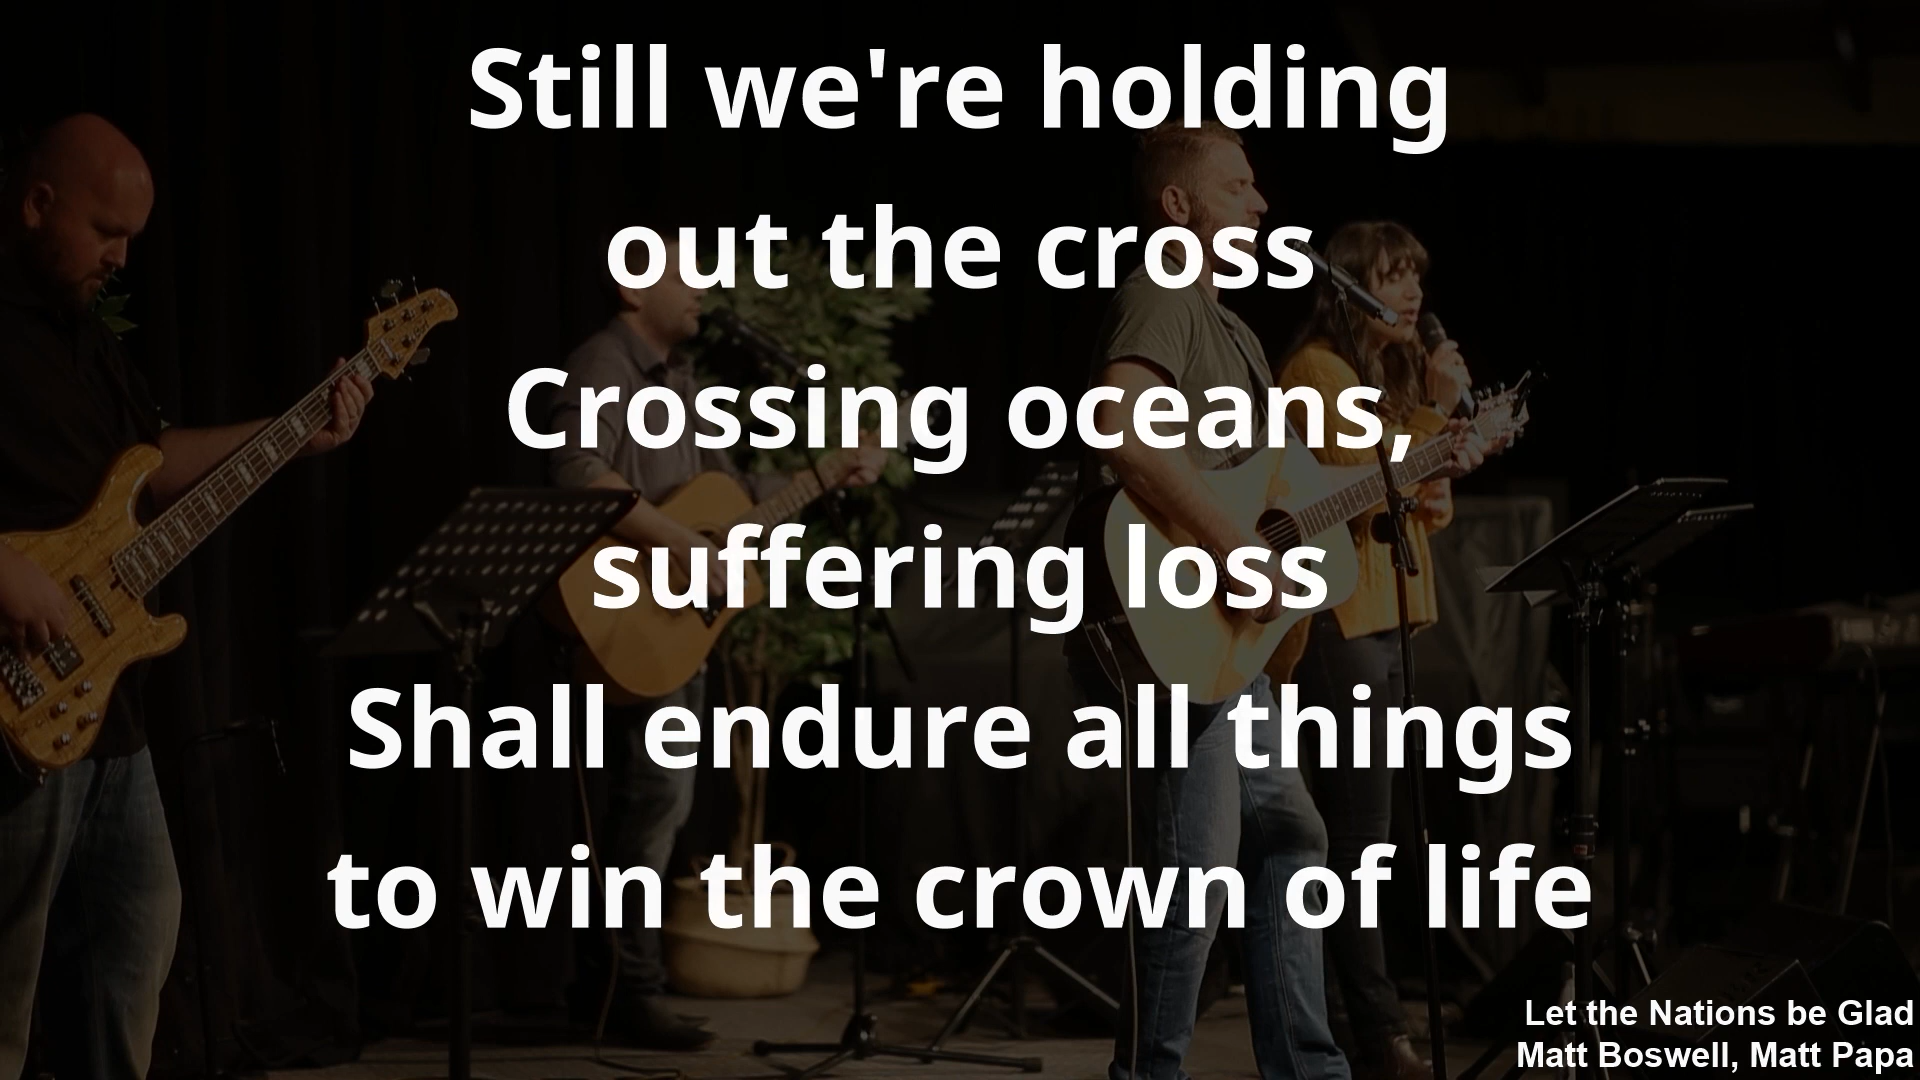 Still we're holding
out the cross
Crossing oceans,
suffering loss
Shall endure all things
to win the crown of life
Let the Nations be Glad
Matt Boswell, Matt Papa